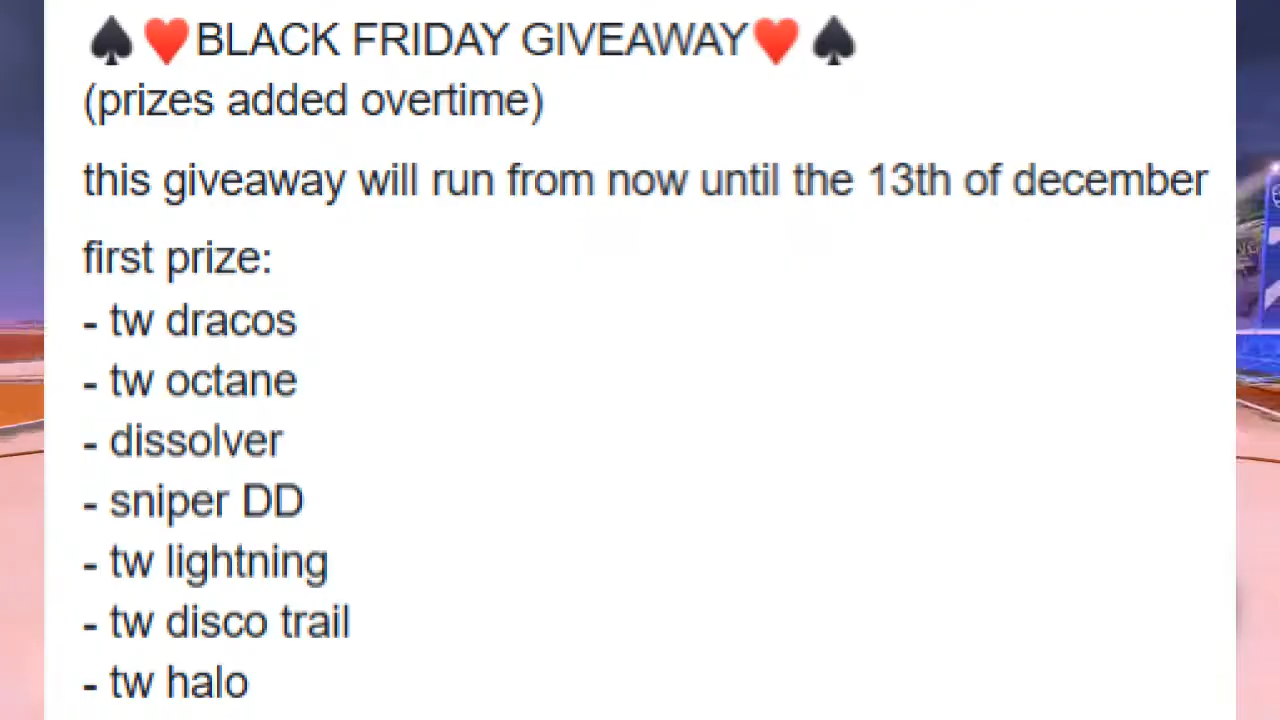 ♠️❤️BLACK FRIDAY GIVEAWAY❤️♠️
(prizes added overtime)
this giveaway will run from now until the 13th of december
first prize:
- tw dracos
- tw octane
- dissolver
- sniper DD
- tw lightning
- tw disco trail
- tw halo